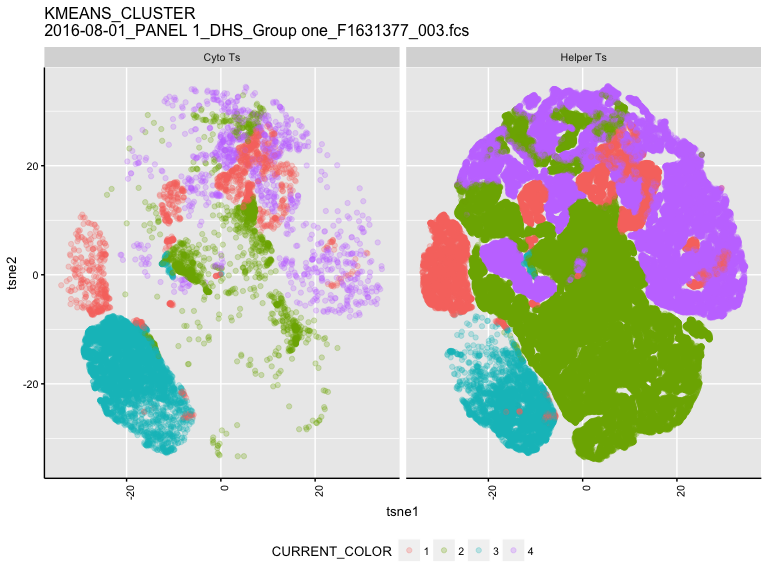 KMEANS_CLUSTER
2016-08-01_PANEL 1_DHS_Group one_F1631377_003.fcs
Cyto Ts
Helper Ts
20
0
-20
tsne2
-20
0
20
-20
0
20
tsne1
CURRENT_COLOR 1 2 3 4